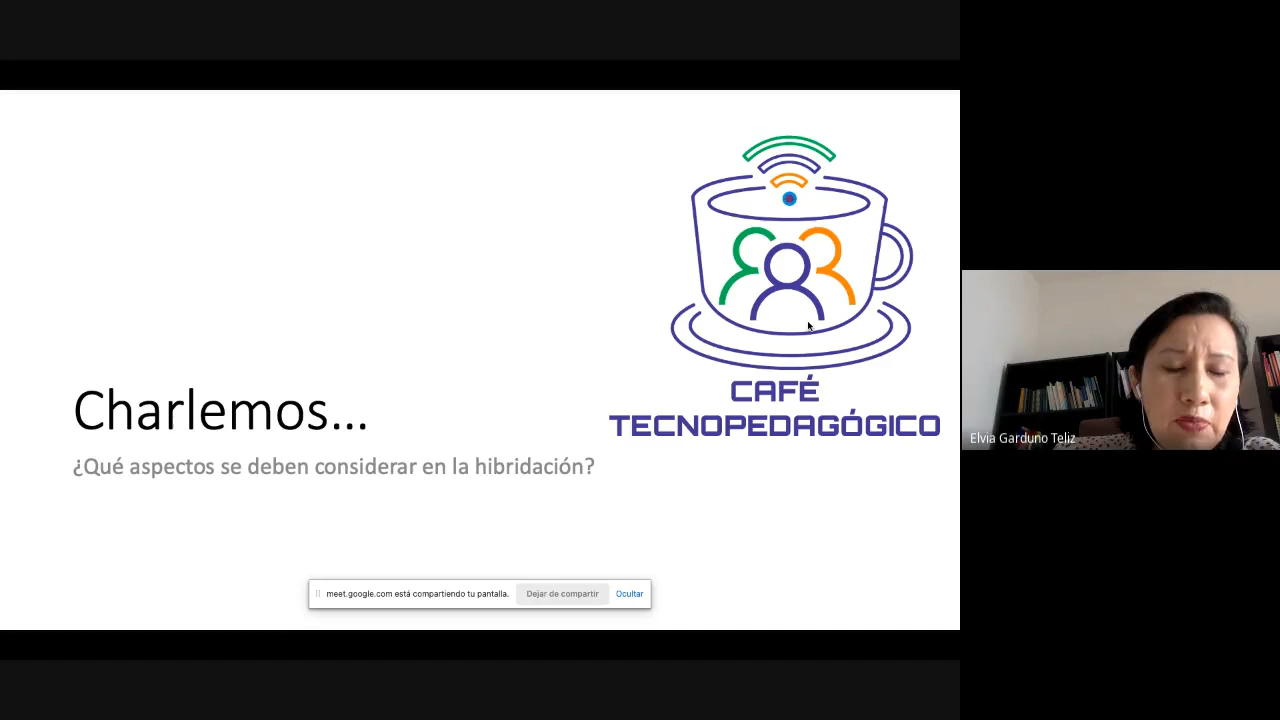 CAFÉ
TECNOPEDAGÓGICO
Charlemos...
¿Qué aspectos se deben considerar en la hibridación?
Elvia Garduno Teliz
meet.google.com está compartiendo tu pantalla.
Dejar de compartir
Ocultar